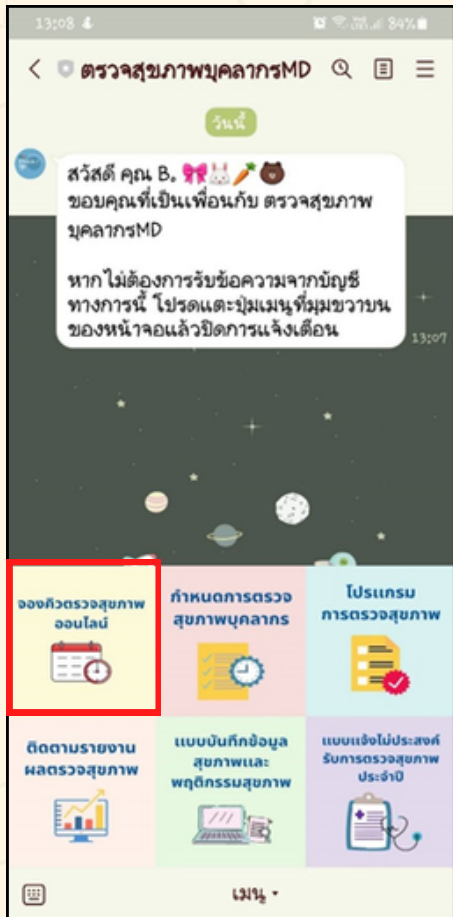 13:08
84%
ตรวจสุขภาพบุคลากรMD
วันนี้
สวัสดี คุณ B. 🎀🐰🥕🐻
ขอบคุณที่เป็นเพื่อนกับ ตรวจสุขภาพ
บุคลากรMD
หากไม่ต้องการรับข้อความจากบัญชี
ทางการนี้ โปรดแตะปุ่มเมนูที่มุมขวาบน
ของหน้าจอแล้วปิดการแจ้งเตือน
13:07
จองคิวตรวจสุขภาพ
ออนไลน์
กำหนดการตรวจ
สุขภาพบุคลากร
โปรแกรม
การตรวจสุขภาพ
ติดตามรายงาน
ผลตรวจสุขภาพ
แบบบันทึกข้อมูล
สุขภาพและ
พฤติกรรมสุขภาพ
แบบแจ้งไม่ประสงค์
รับการตรวจสุขภาพ
ประจำปี
เมนู